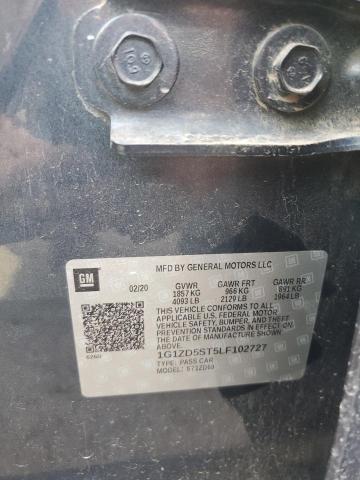 GM
02/20
MFD BY GENERAL MOTORS LLC
GVWR GAWR FRT GAWR RR
1857 KG 966 KG 891 KG
4093 LB 2129 LB 1964 LB
THIS VEHICLE CONFORMS TO ALL
APPLICABLE U.S. FEDERAL MOTOR
VEHICLE SAFETY, BUMPER, AND THEFT
PREVENTION STANDARDS IN EFFECT ON
THE DATE OF MANUFACTURE SHOWN
ABOVE.
1G1ZD5ST5LF102727
TYPE: PASS CAR